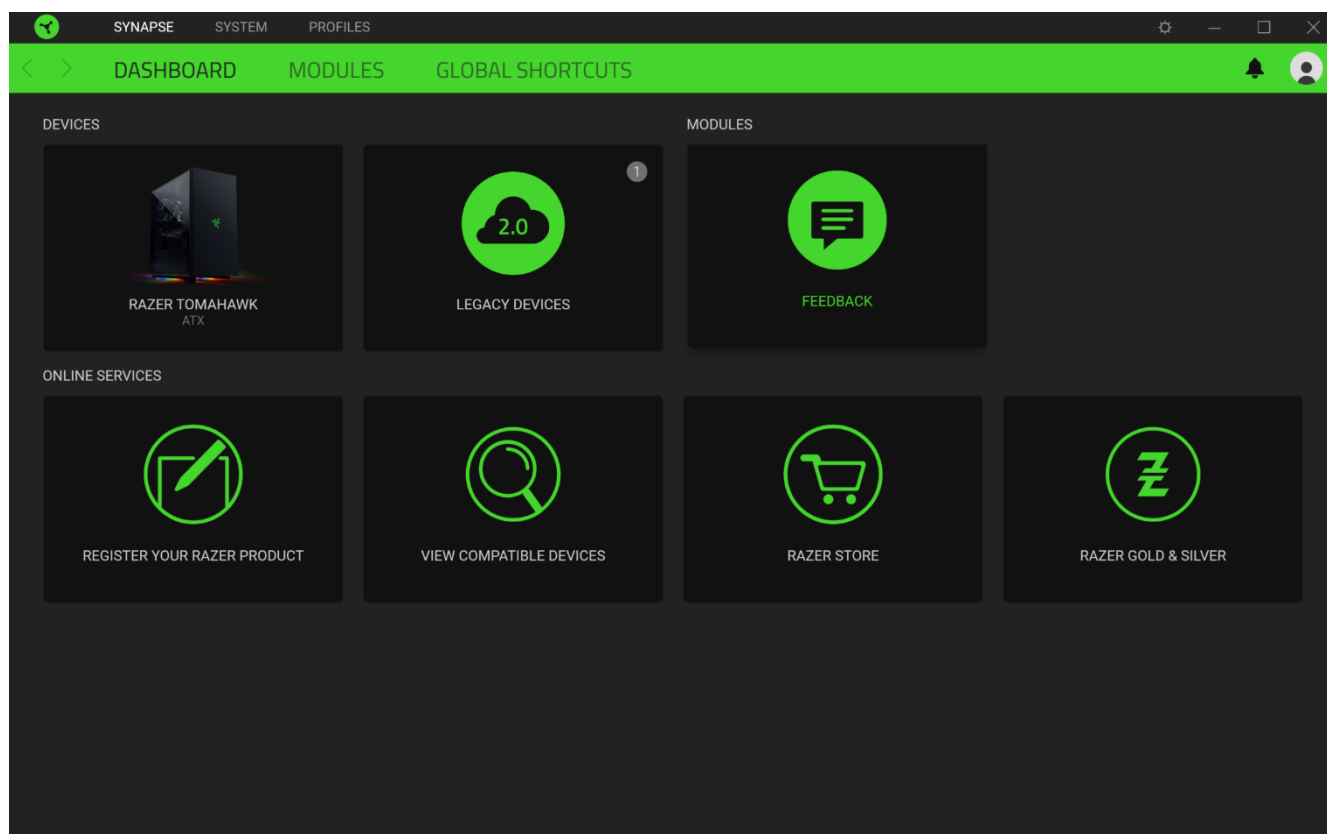 SYNAPSE SYSTEM PROFILES
DASHBOARD MODULES GLOBAL SHORTCUTS
DEVICES
MODULES
RAZER TOMAHAWK
ATX
1
2.0
LEGACY DEVICES
FEEDBACK
ONLINE SERVICES
REGISTER YOUR RAZER PRODUCT
VIEW COMPATIBLE DEVICES
RAZER STORE
RAZER GOLD & SILVER